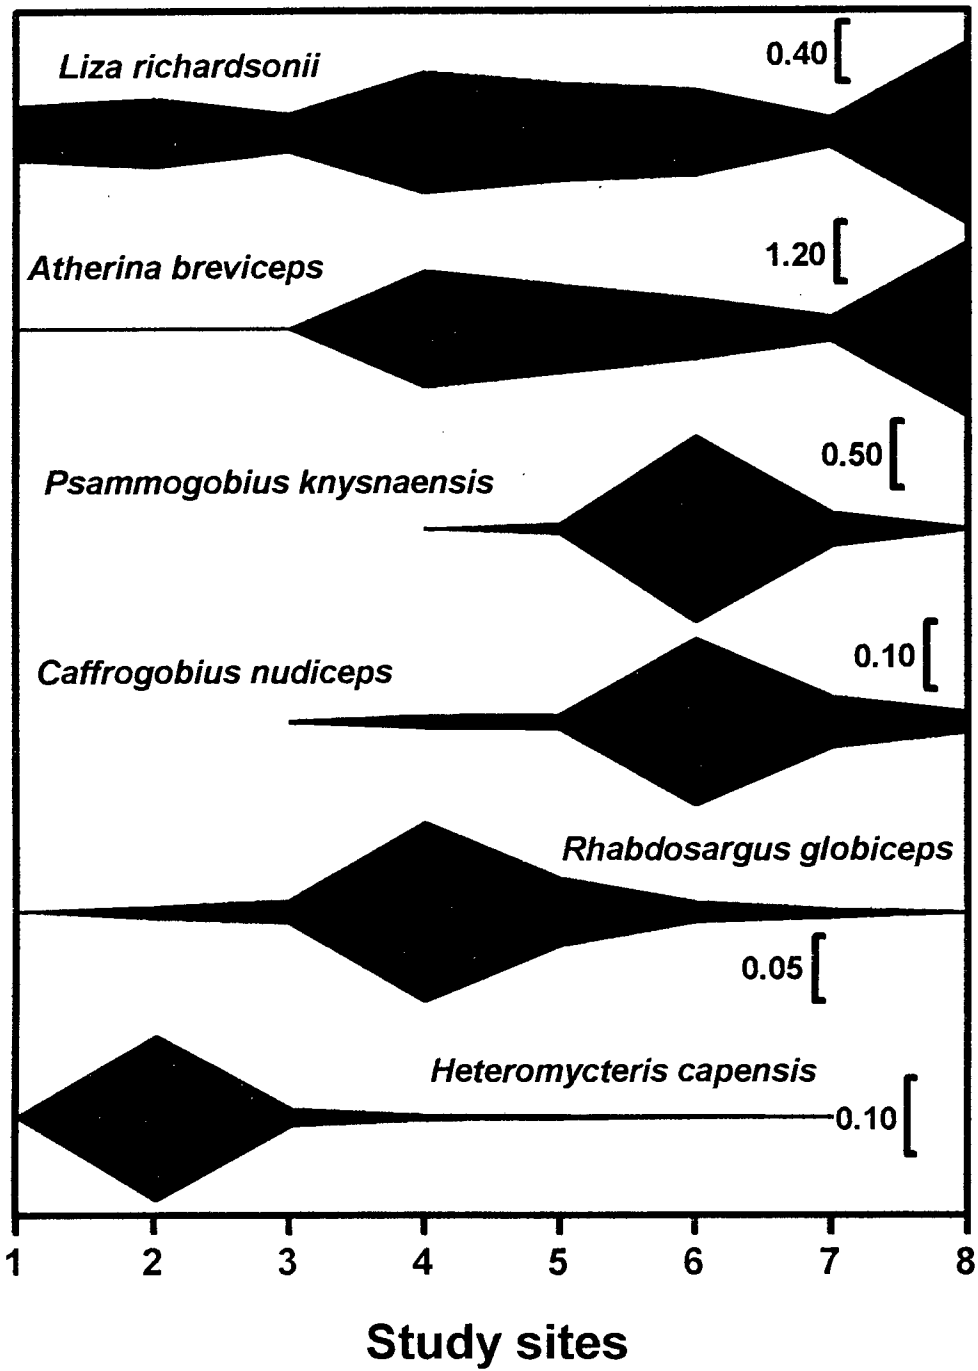 Liza richardsonii
0.40
Atherina breviceps
1.20
Psammogobius knysnaensis
0.50
Caffrogobius nudiceps
0.10
Rhabdosargus globiceps
0.05
Heteromycteris capensis
0.10
1 2 3 4 5 6 7 8
Study sites